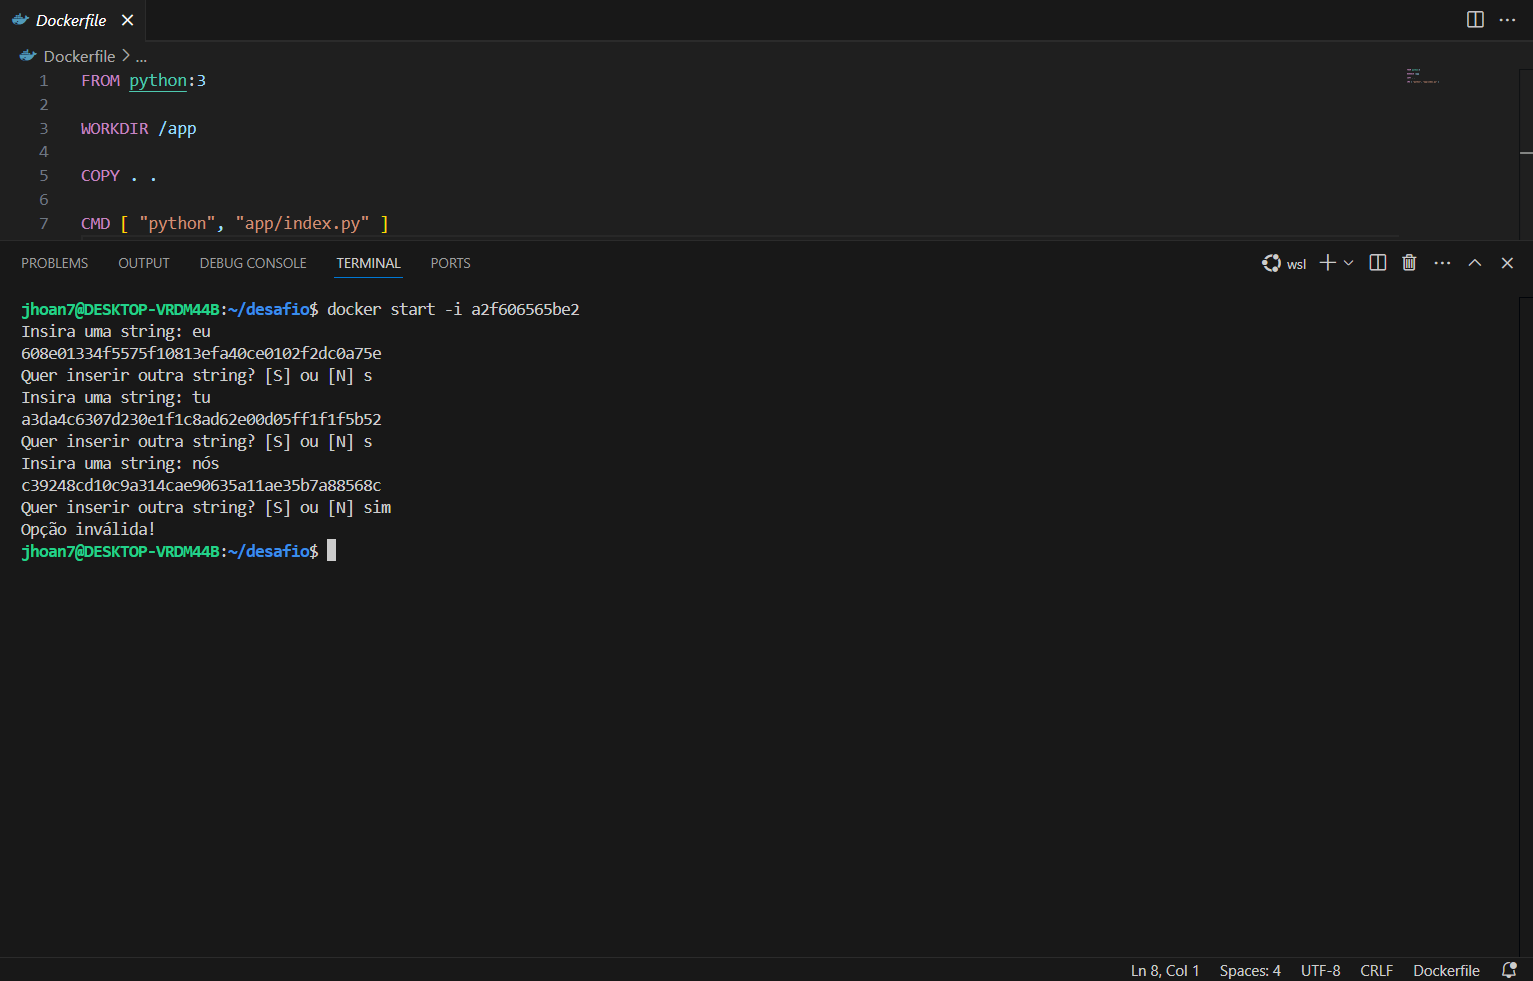 Dockerfile
Dockerfile > ...
1 FROM python:3
2
3 WORKDIR /app
4
5 COPY . .
6
7 CMD [ "python", "app/index.py" ]
PROBLEMS OUTPUT DEBUG CONSOLE TERMINAL PORTS wsl
jhoan7@DESKTOP-VRDM44B:~/desafio$ docker start -i a2f606565be2
Insira uma string: eu
608e01334f5575f10813efa40ce0102f2dc0a75e
Quer inserir outra string? [S] ou [N] s
Insira uma string: tu
a3da4c6307d230e1f1c8ad62e00d05ff1f1f5b52
Quer inserir outra string? [S] ou [N] s
Insira uma string: nós
c39248cd10c9a314cae90635a11ae35b7a88568c
Quer inserir outra string? [S] ou [N] sim
Opção inválida!
jhoan7@DESKTOP-VRDM44B:~/desafio$
Ln 8, Col 1 Spaces: 4 UTF-8 CRLF Dockerfile